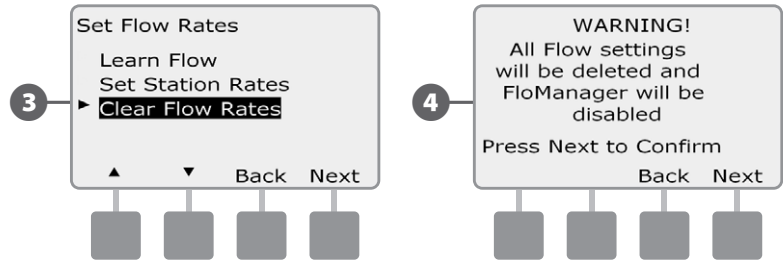 3
Set Flow Rates
Learn Flow
Set Station Rates
Clear Flow Rates
Back Next
4
WARNING!
All Flow settings
will be deleted and
FloManager will be
disabled
Press Next to Confirm
Back Next